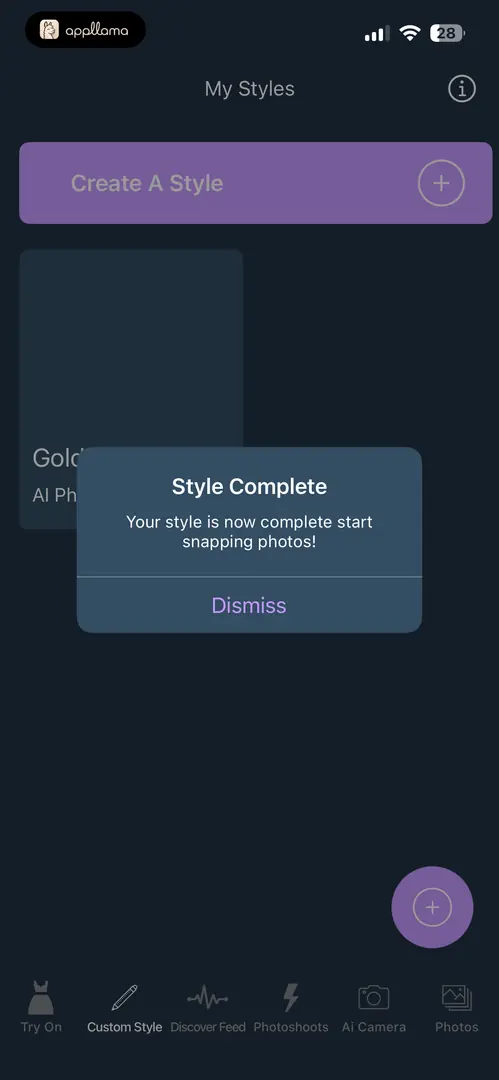 appllama
28
My Styles
Create A Style
Style Complete
Your style is now complete start
snapping photos!
Dismiss
Try On
Custom Style
Discover Feed
Photoshoots
Ai Camera
Photos